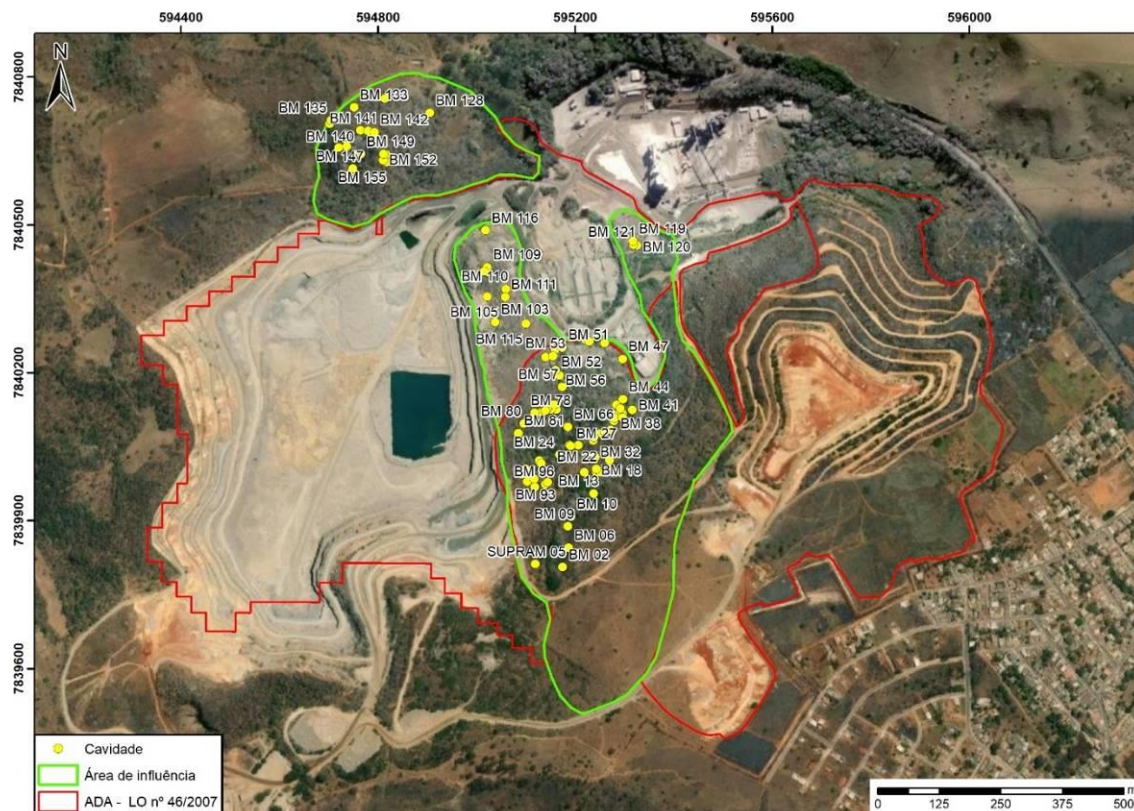 594400 594800 595200 595600 596000
7840800
7840500
7840200
7839900
7839600
N
BM 133
BM 128
BM 135
BM 141
BM 142
BM 140
BM 149
BM 147
BM 152
BM 155
BM 116
BM 121
BM 119
BM 120
BM 109
BM 110
BM 111
BM 105
BM 103
BM 115
BM 53
BM 51
BM 47
BM 52
BM 57
BM 56
BM 44
BM 73
BM 80
BM 66
BM 41
BM 81
BM 38
BM 24
BM 27
BM 22
BM 32
BM 96
BM 13
BM 18
BM 93
BM 10
BM 09
BM 06
SUPRAM 05
BM 02
Cavidade
Área de influência
ADA - LO nº 46/2007
m
0 125 250 375 500